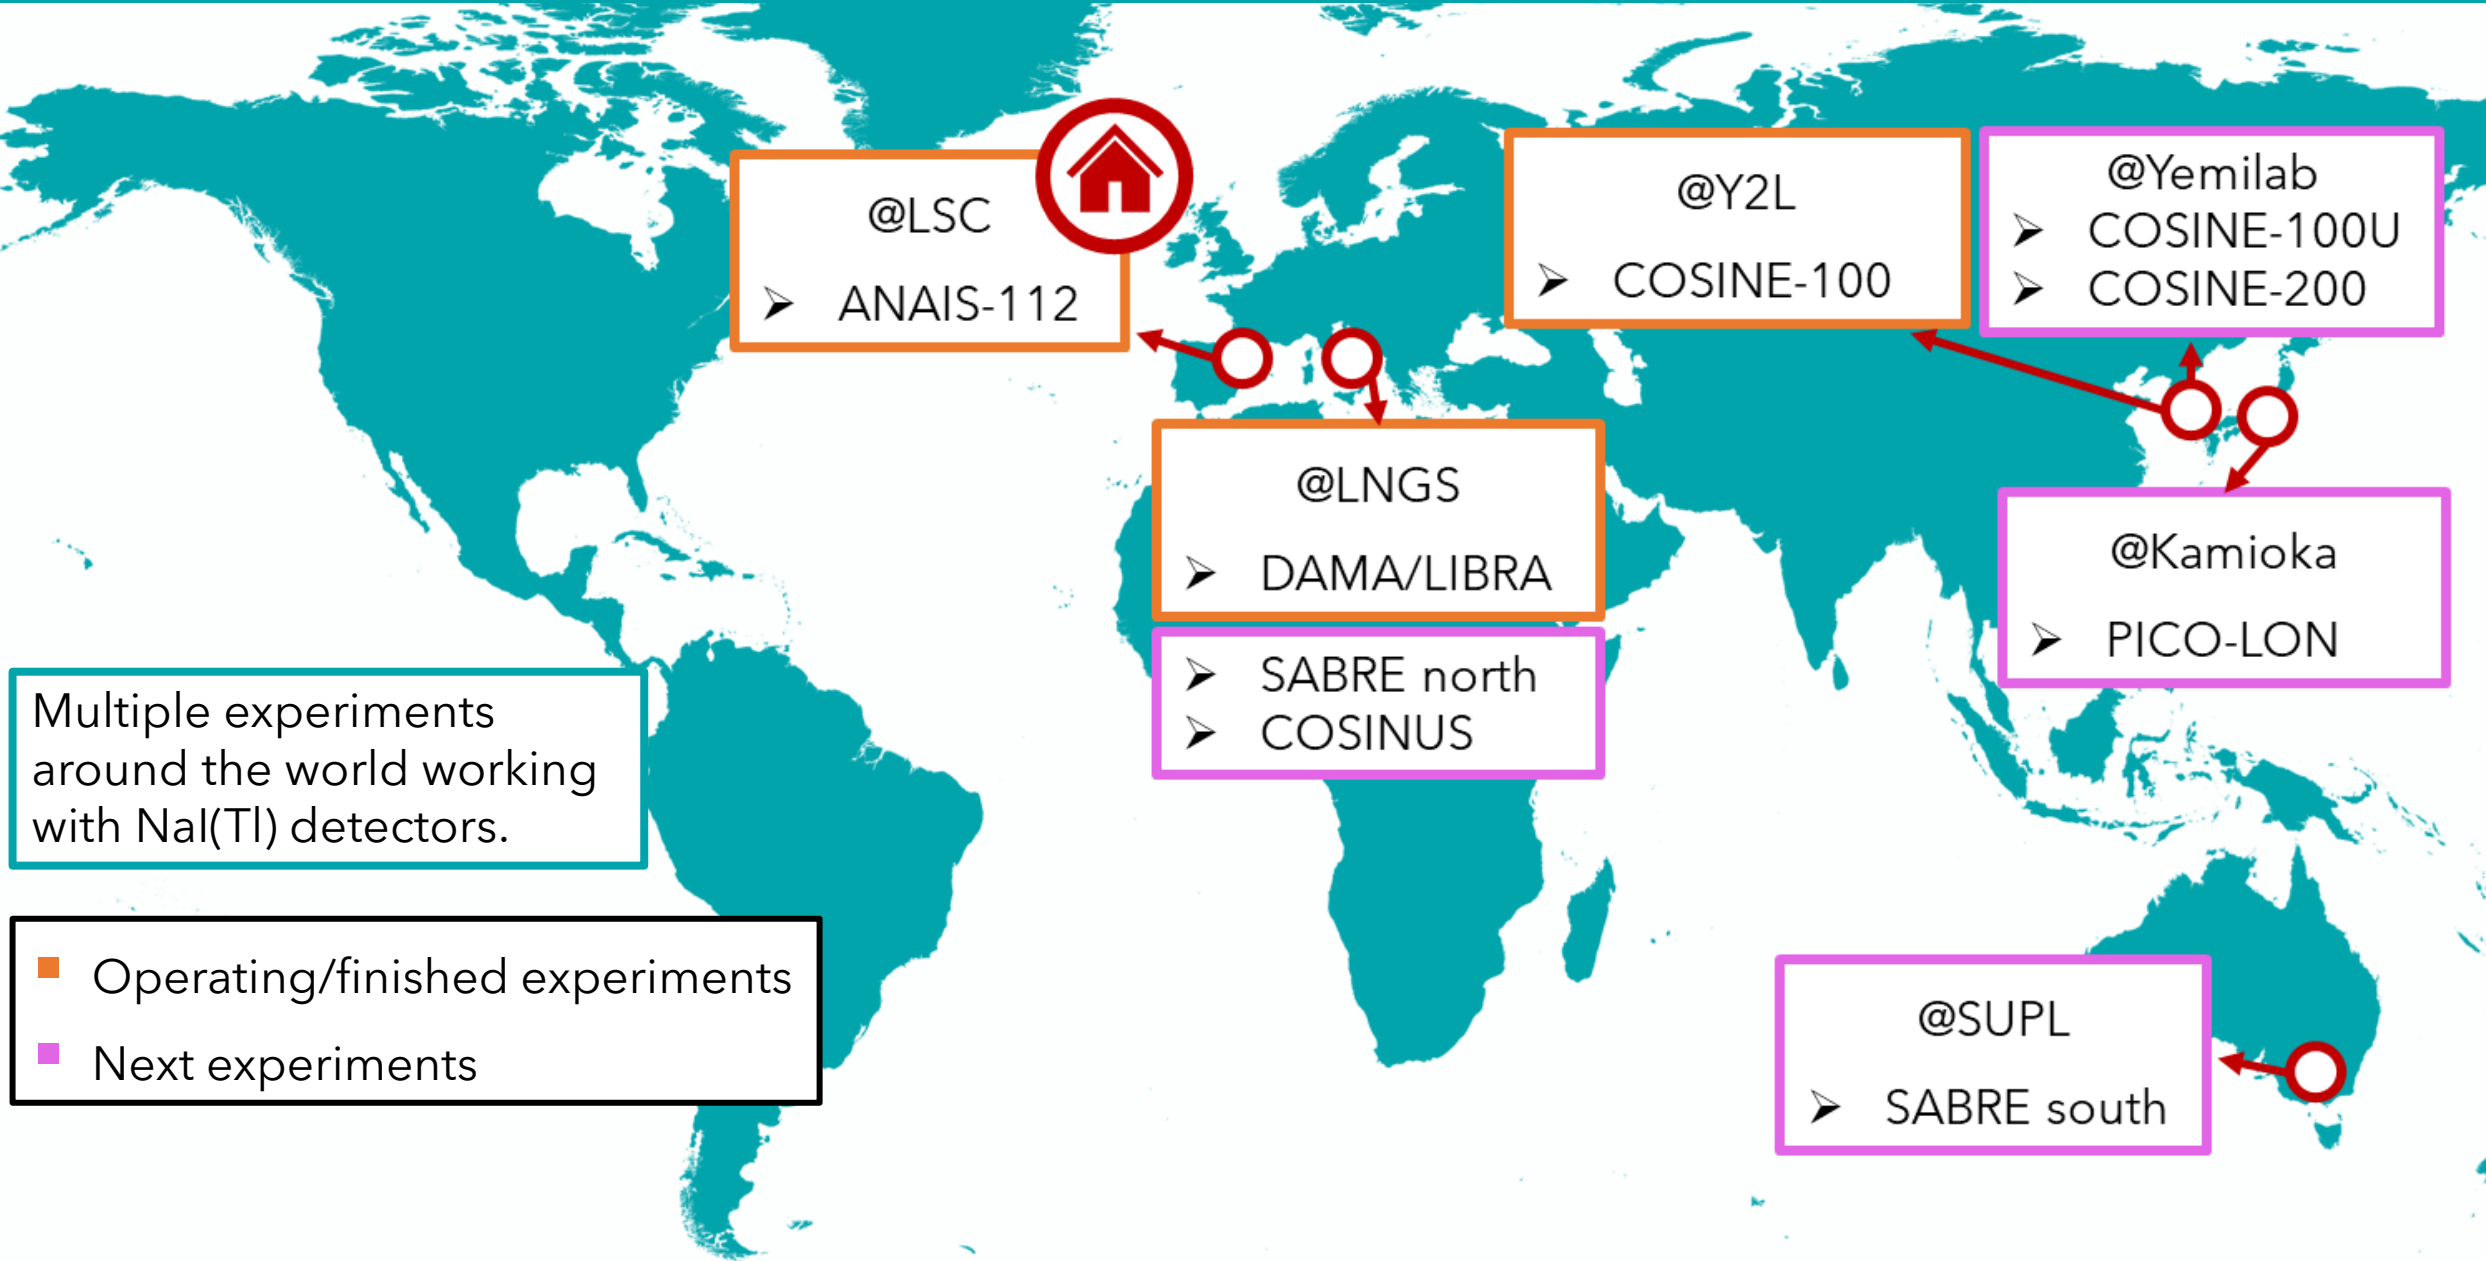 @LSC
➢ ANAIS-112
@Y2L
➢ COSINE-100
@Yemilab
➢ COSINE-100U
➢ COSINE-200
@LNGS
➢ DAMA/LIBRA
➢ SABRE north
➢ COSINUS
@Kamioka
➢ PICO-LON
Multiple experiments
around the world working
with NaI(Tl) detectors.
Operating/finished experiments
Next experiments
@SUPL
➢ SABRE south